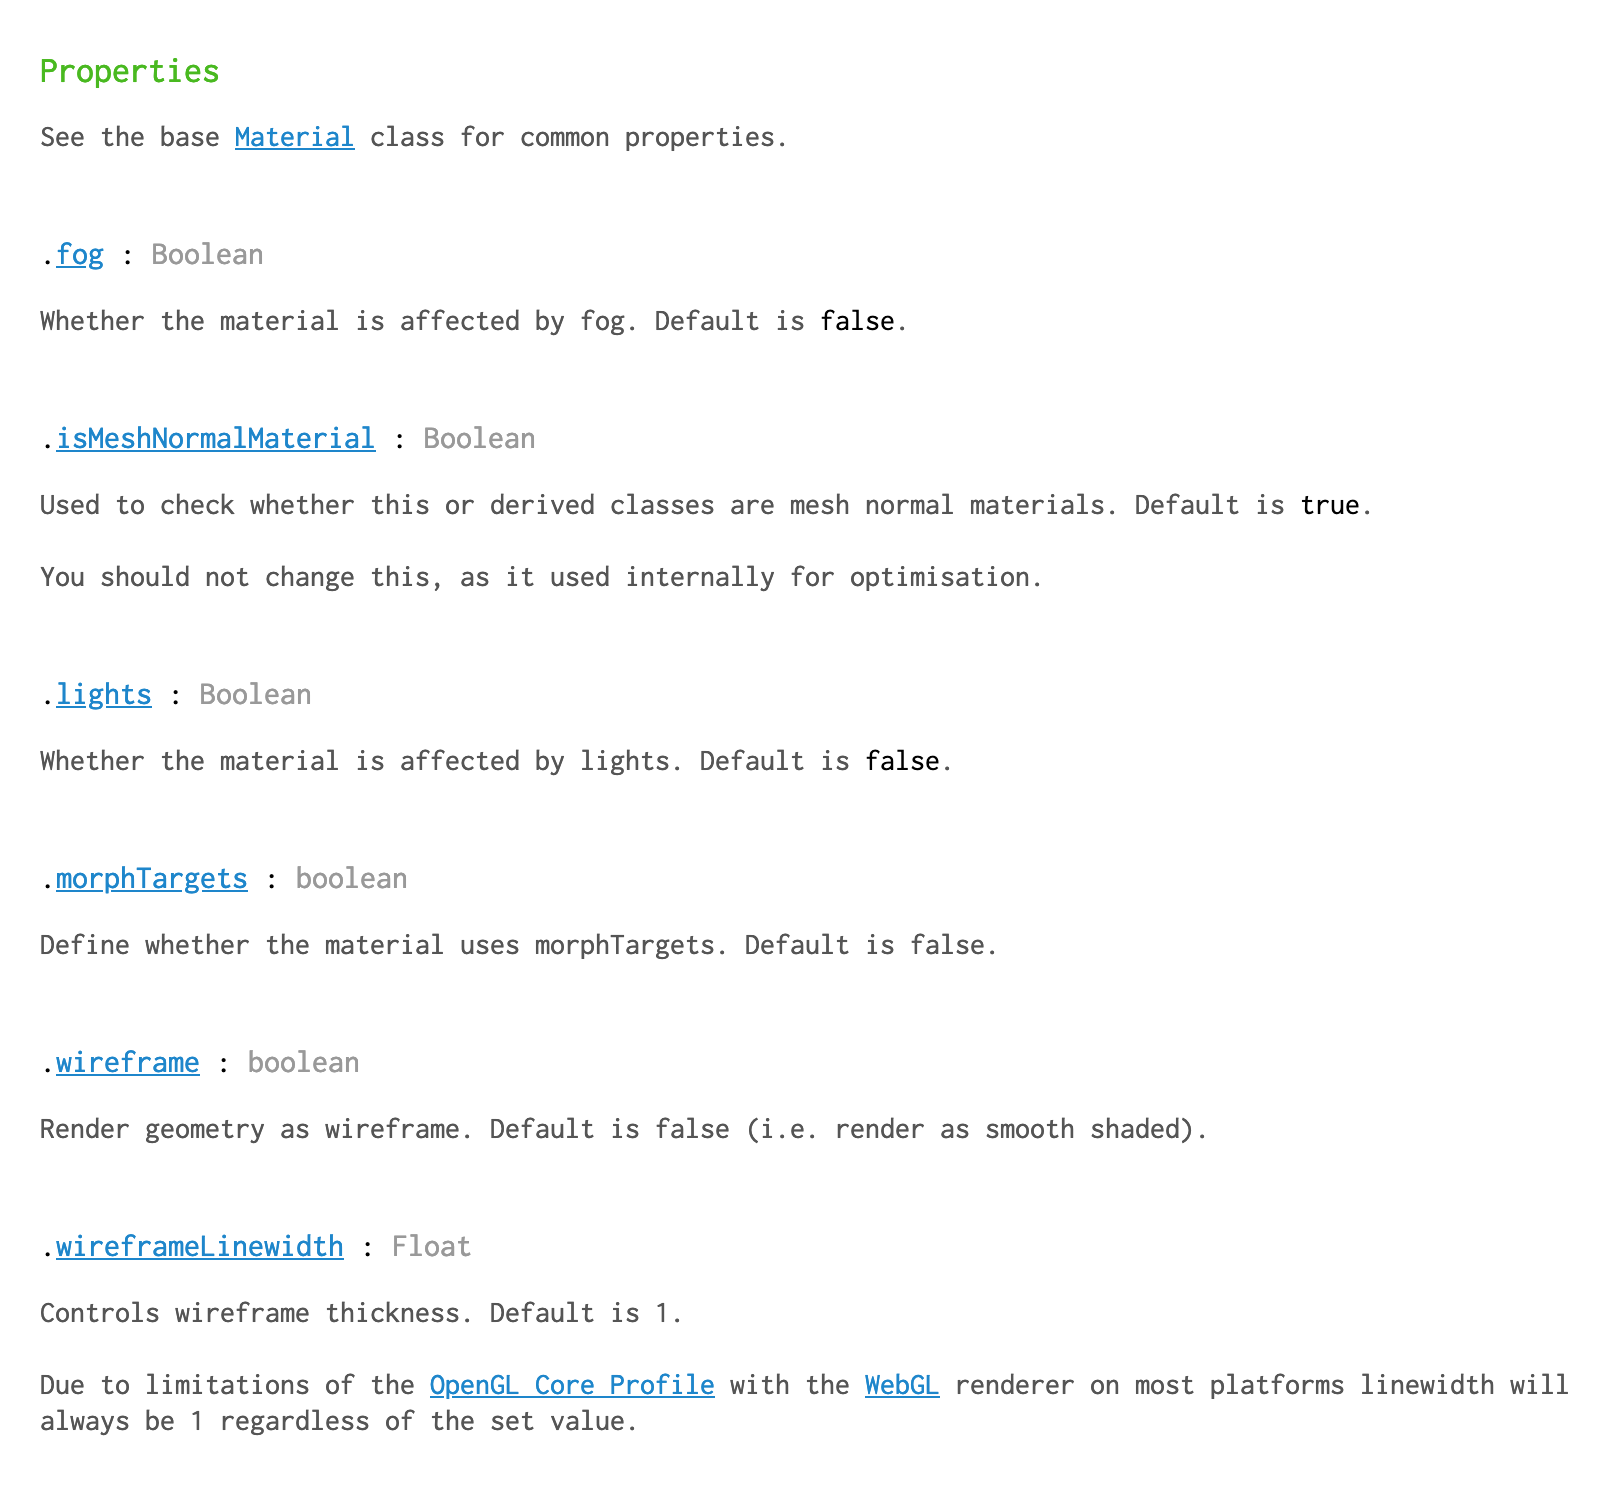 Properties
See the base Material class for common properties.
.fog : Boolean
Whether the material is affected by fog. Default is false.
.isMeshNormalMaterial : Boolean
Used to check whether this or derived classes are mesh normal materials. Default is true.
You should not change this, as it used internally for optimisation.
.lights : Boolean
Whether the material is affected by lights. Default is false.
.morphTargets : boolean
Define whether the material uses morphTargets. Default is false.
.wireframe : boolean
Render geometry as wireframe. Default is false (i.e. render as smooth shaded).
.wireframeLinewidth : Float
Controls wireframe thickness. Default is 1.
Due to limitations of the OpenGL Core Profile with the WebGL renderer on most platforms linewidth will
always be 1 regardless of the set value.